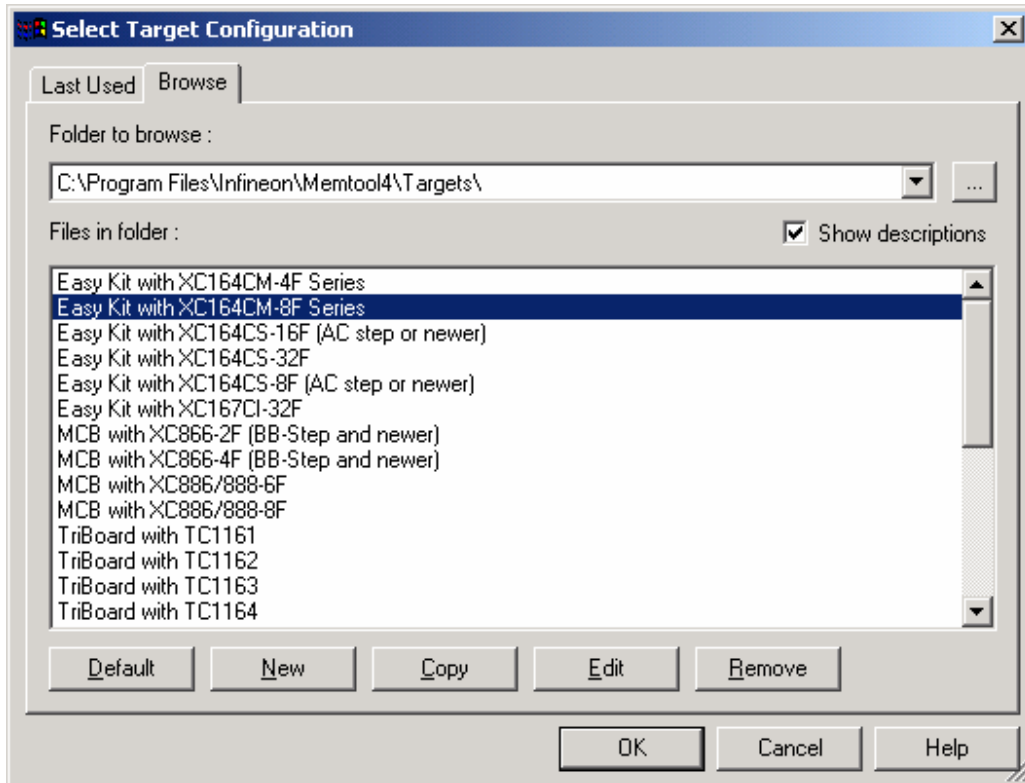 Select Target Configuration
Last Used Browse
Folder to browse :
C:\Program Files\Infineon\Memtool4\Targets\ ...
Files in folder : Show descriptions
Easy Kit with XC164CM-4F Series
Easy Kit with XC164CM-8F Series
Easy Kit with XC164CS-16F (AC step or newer)
Easy Kit with XC164CS-32F
Easy Kit with XC164CS-8F (AC step or newer)
Easy Kit with XC167CI-32F
MCB with XC866-2F (BB-Step and newer)
MCB with XC866-4F (BB-Step and newer)
MCB with XC886/888-6F
MCB with XC886/888-8F
TriBoard with TC1161
TriBoard with TC1162
TriBoard with TC1163
TriBoard with TC1164
Default New Copy Edit Remove
OK Cancel Help